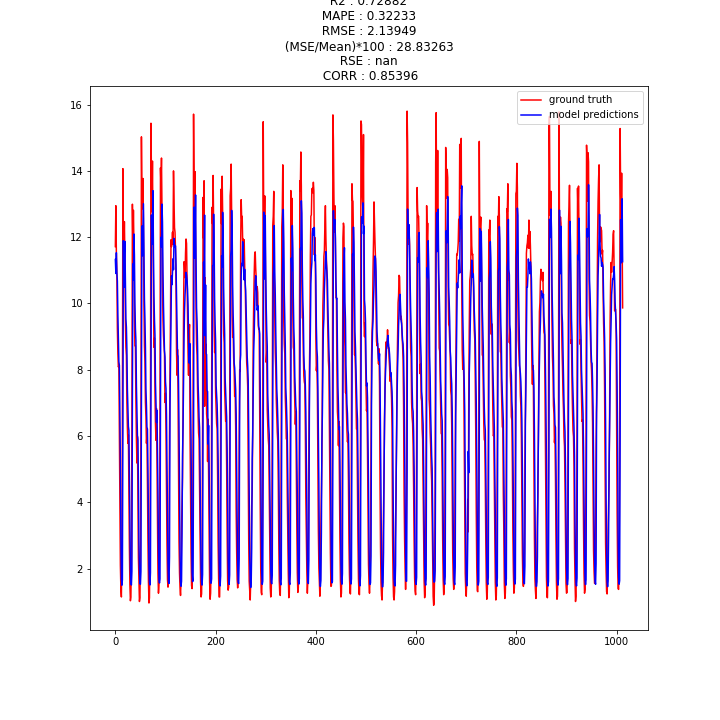 R2 : 0.72882
MAPE : 0.32233
RMSE : 2.13949
(MSE/Mean)*100 : 28.83263
RSE : nan
CORR : 0.85396
ground truth
model predictions
16
14
12
10
8
6
4
2
0 200 400 600 800 1000